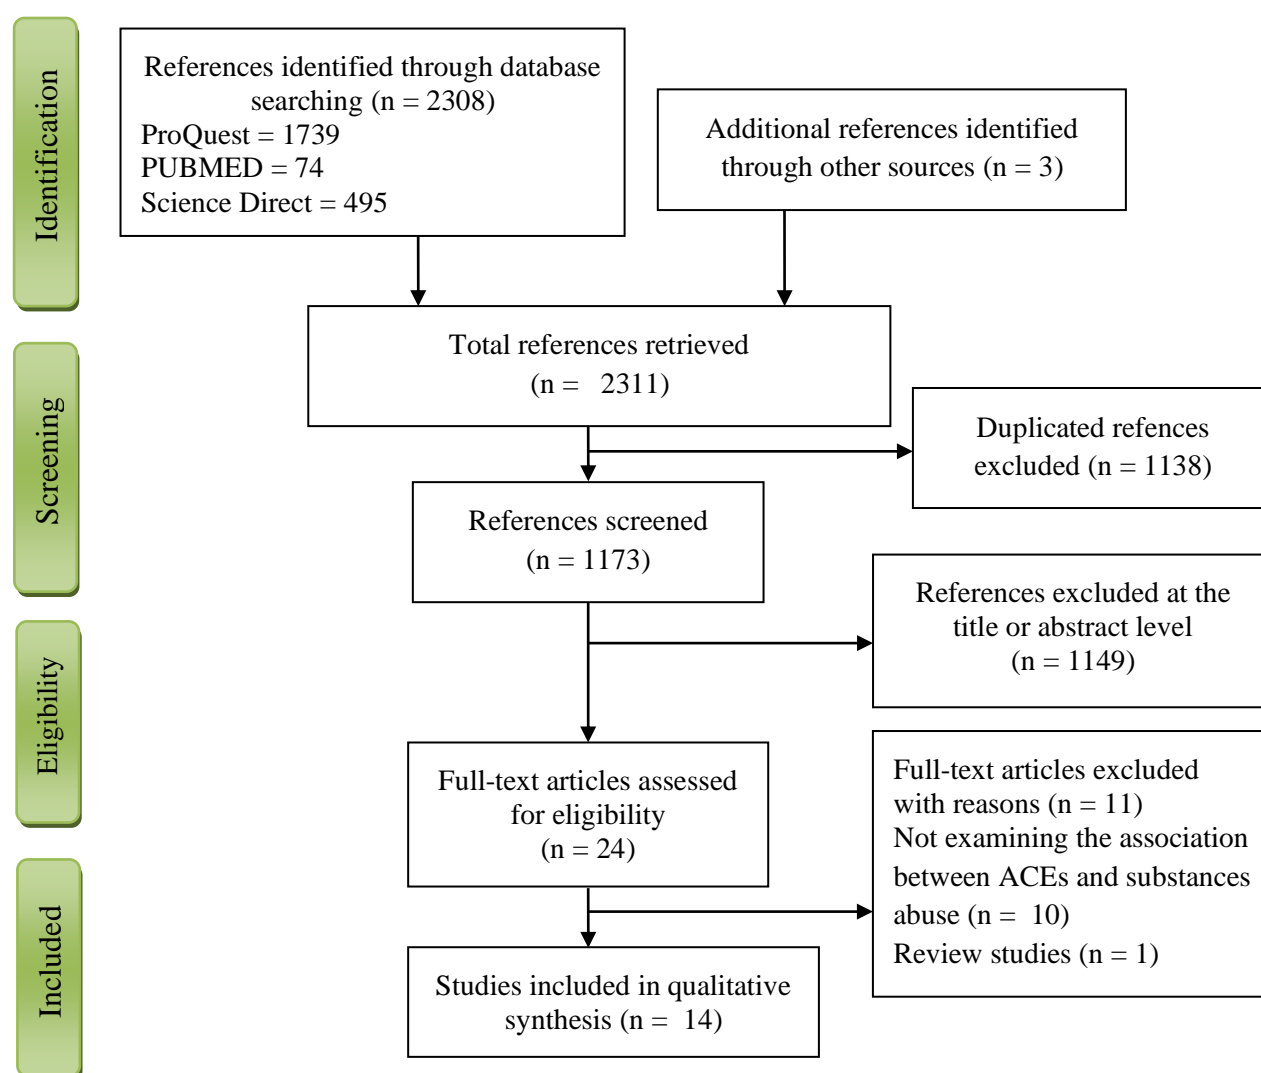 Identification
References identified through database
searching (n = 2308)
ProQuest = 1739
PUBMED = 74
Science Direct = 495
Additional references identified
through other sources (n = 3)
Total references retrieved
(n =   2311)
Screening
Duplicated refences
excluded (n = 1138)
References screened
(n = 1173)
References excluded at the
title or abstract level
(n = 1149)
Eligibility
Full-text articles assessed
for eligibility
(n = 24)
Full-text articles excluded
with reasons (n = 11)
Not examining the association
between ACEs and substances
abuse (n =  10)
Review studies (n = 1)
Included
Studies included in qualitative
synthesis (n =  14)